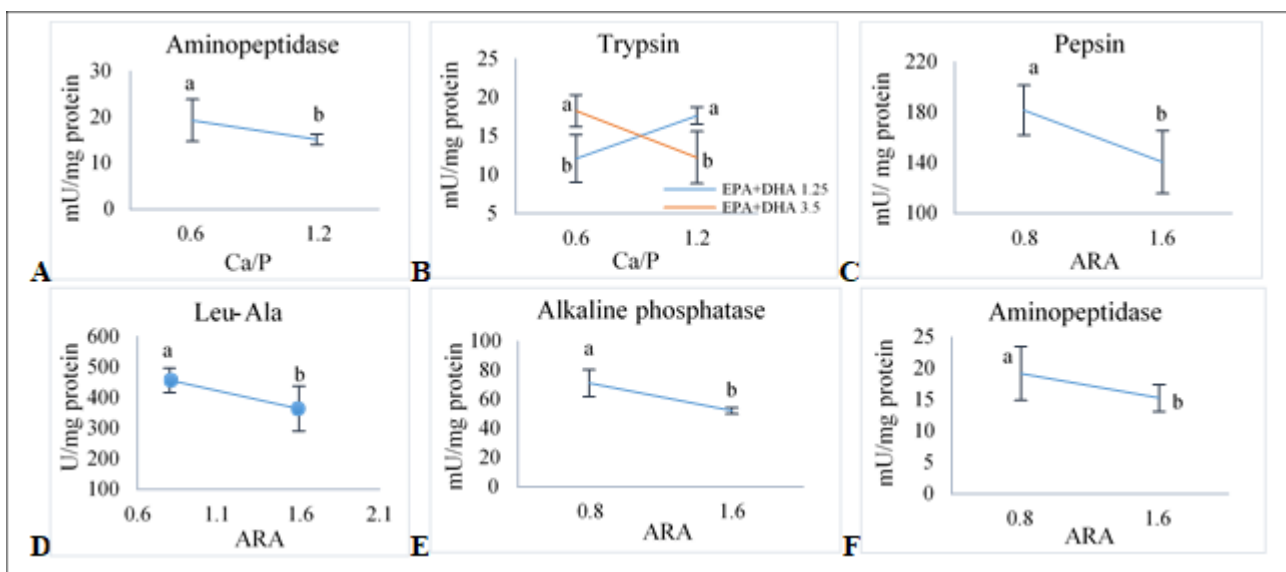 Aminopeptidase
mU/mg protein
30
20
10
0
a
b
0.6
1.2
Ca/P
A
Trypsin
mU/mg protein
25
20
15
10
5
a
b
a
b
EPA+DHA 1.25
EPA+DHA 3.5
0.6
1.2
Ca/P
B
Pepsin
mU/ mg protein
220
180
140
100
a
b
0.8
1.6
ARA
C
Leu-Ala
U/mg protein
600
500
400
300
200
100
a
b
0.6
1.1
1.6
2.1
ARA
D
Alkaline phosphatase
mU/mg protein
100
80
60
40
20
0
a
b
0.8
1.6
ARA
E
Aminopeptidase
mU/mg protein
25
20
15
10
5
0
a
b
0.8
1.6
ARA
F